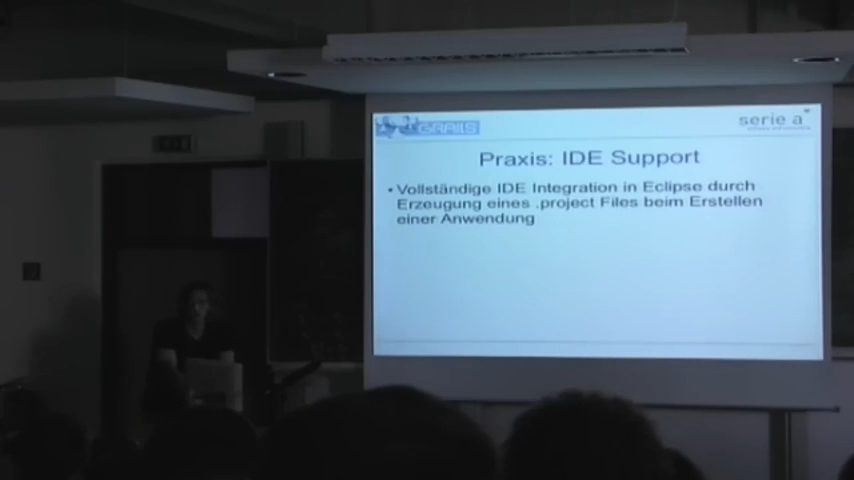 GRAILS
serie a
Praxis: IDE Support
• Vollständige IDE Integration in Eclipse durch
Erzeugung eines .project Files beim Erstellen
einer Anwendung